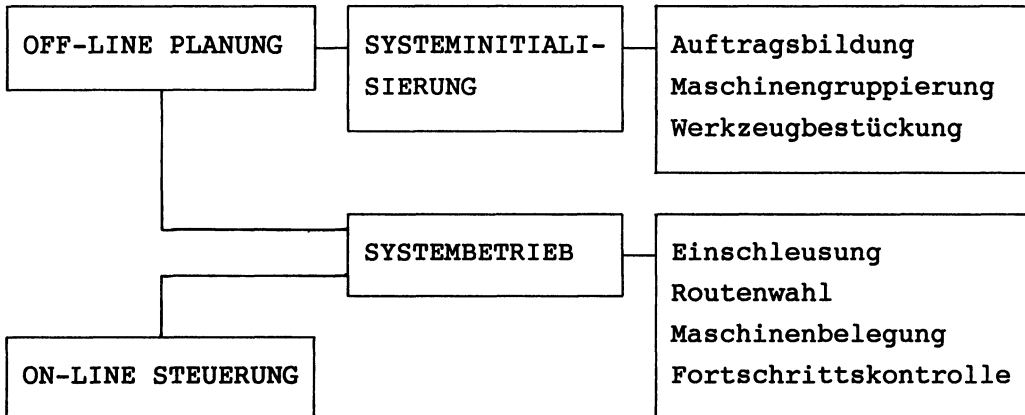 OFF-LINE PLANUNG
SYSTEMINITIALI-
SIERUNG
Auftragsbildung
Maschinengruppierung
Werkzeugbestückung
SYSTEMBETRIEB
Einschleusung
Routenwahl
Maschinenbelegung
Fortschrittskontrolle
ON-LINE STEUERUNG